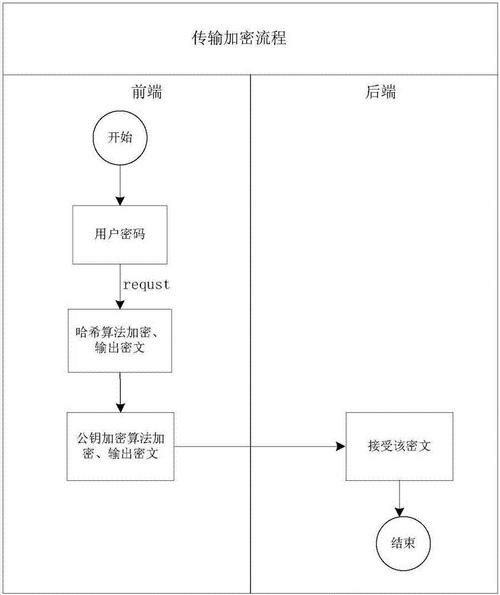 传输加密流程
前端
后端
开始
用户密码
requst
哈希算法加密、
输出密文
公钥加密算法加
密、输出密文
接受该密文
结束